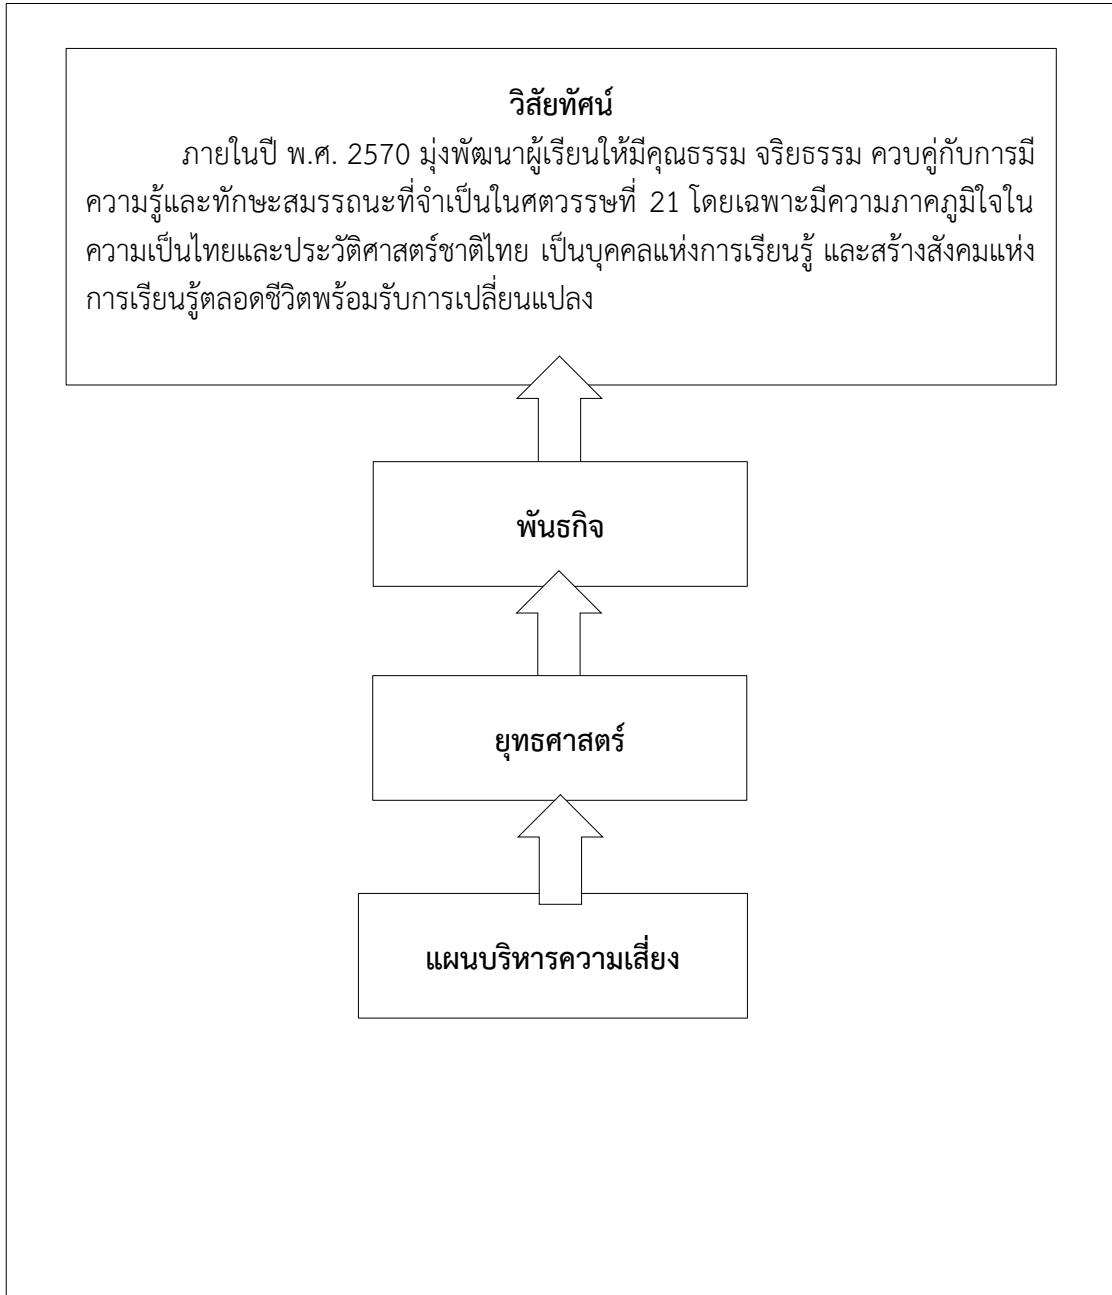 วิสัยทัศน์
ภายในปี พ.ศ. 2570 มุ่งพัฒนาผู้เรียนให้มีคุณธรรม จริยธรรม ควบคู่กับการมี
ความรู้และทักษะสมรรถนะที่จำเป็นในศตวรรษที่ 21 โดยเฉพาะมีความภาคภูมิใจใน
ความเป็นไทยและประวัติศาสตร์ชาติไทย เป็นบุคคลแห่งการเรียนรู้ และสร้างสังคมแห่ง
การเรียนรู้ตลอดชีวิตพร้อมรับการเปลี่ยนแปลง
พันธกิจ
ยุทธศาสตร์
แผนบริหารความเสี่ยง